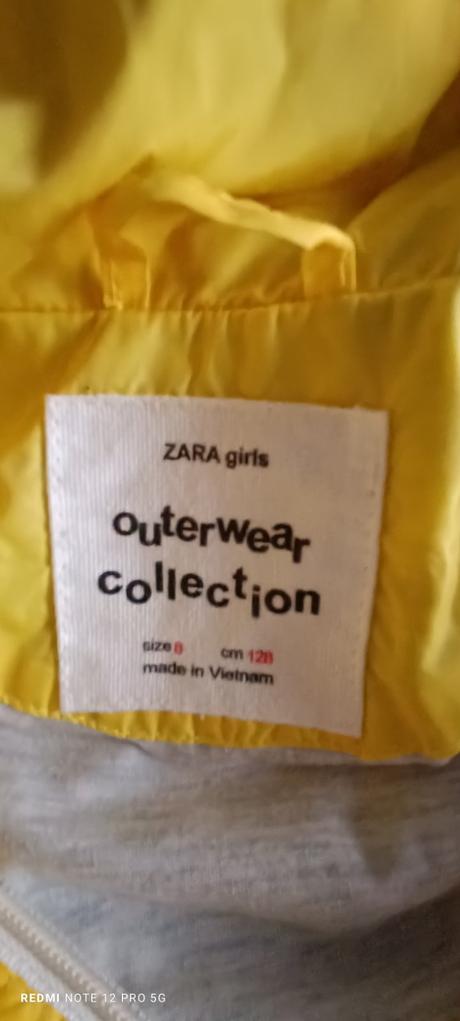 ZARA girls
outerwear
collection
size 8 cm 128
made in Vietnam
REDMI NOTE 12 PRO 5G